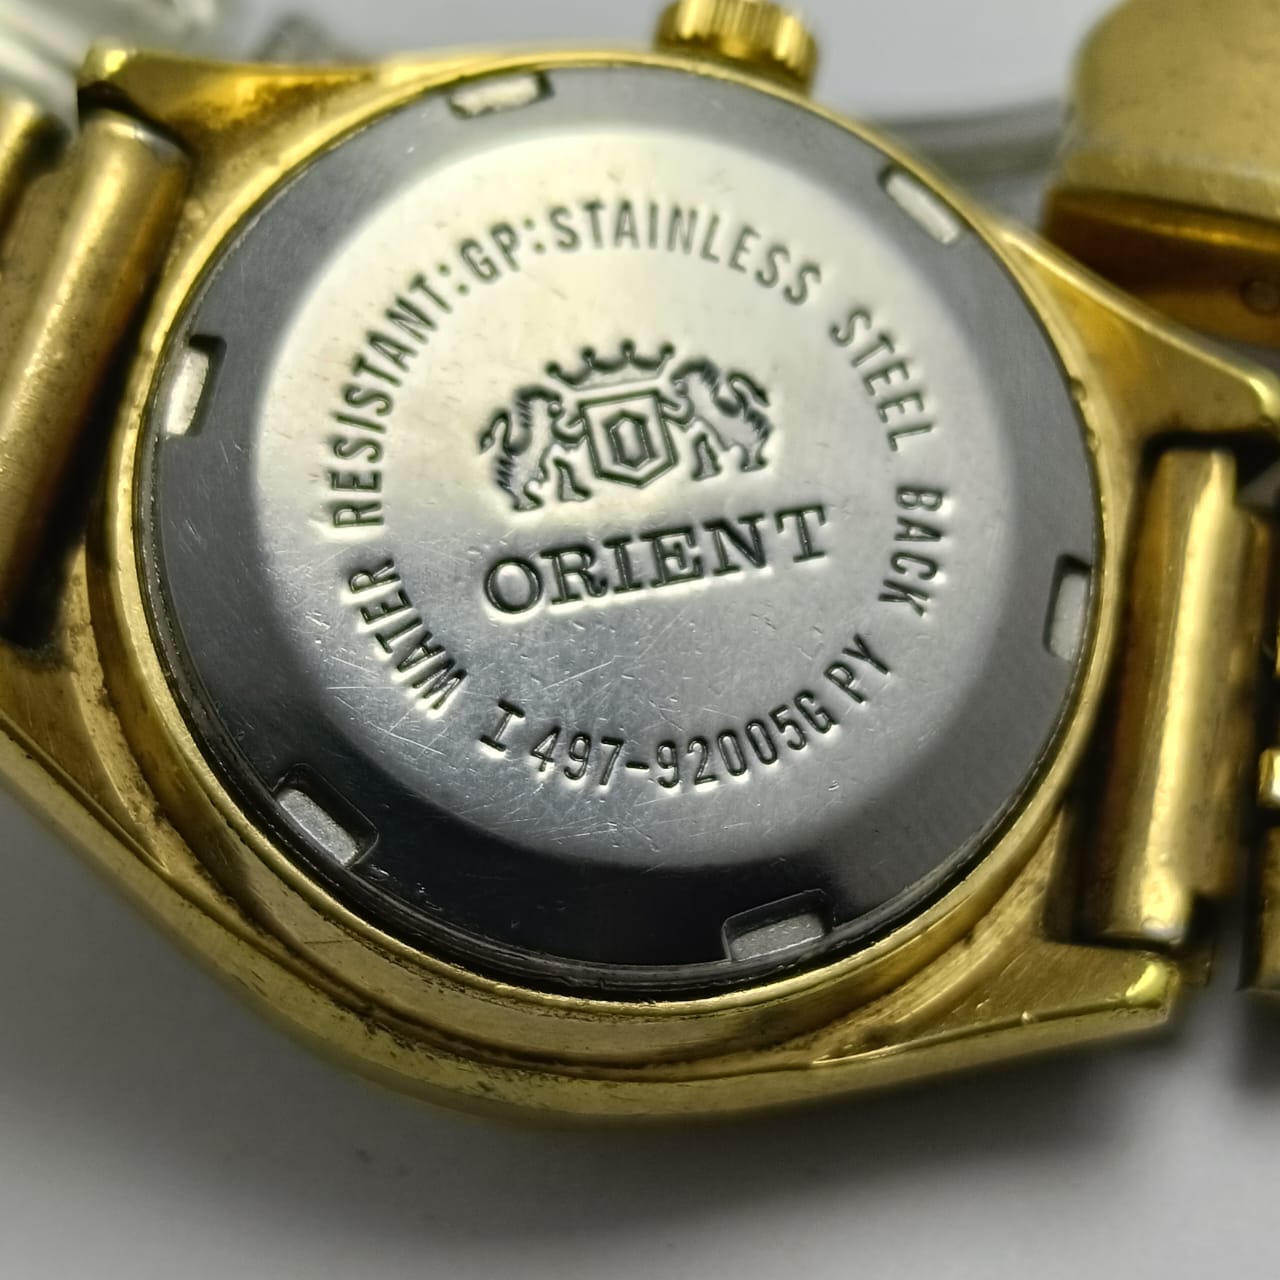 WATER RESISTANT:GP:STAINLESS STEEL BACK
ORIENT
I 497-92005G PY